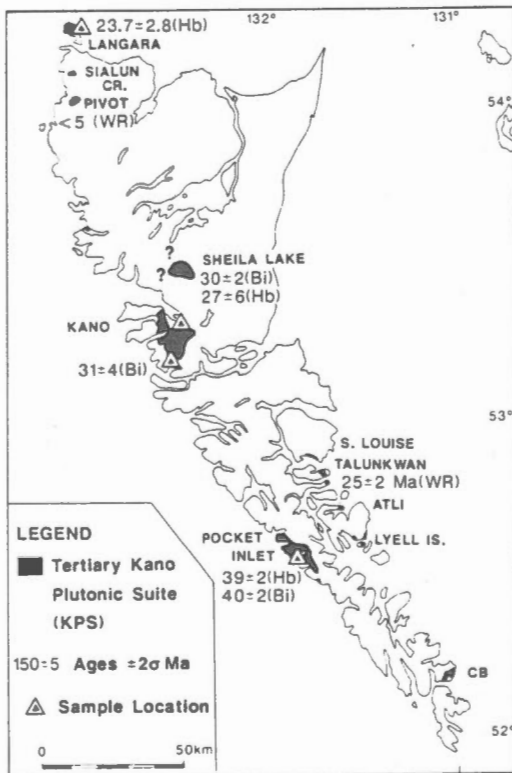 132°
131°
23.7±2.8(Hb)
LANGARA
SIALUN
CR.
PIVOT
<5 (WR)
54°
?
?
SHEILA LAKE
30±2(Bi)
27±6(Hb)
KANO
31±4(Bi)
53°
S. LOUISE
TALUNKWAN
25±2 Ma(WR)
ATLI
POCKET
INLET
LYELL IS.
39±2(Hb)
40±2(Bi)
CB
52°
LEGEND
Tertiary Kano
Plutonic Suite
(KPS)
150±5 Ages ±2σ Ma
Sample Location
0 50km